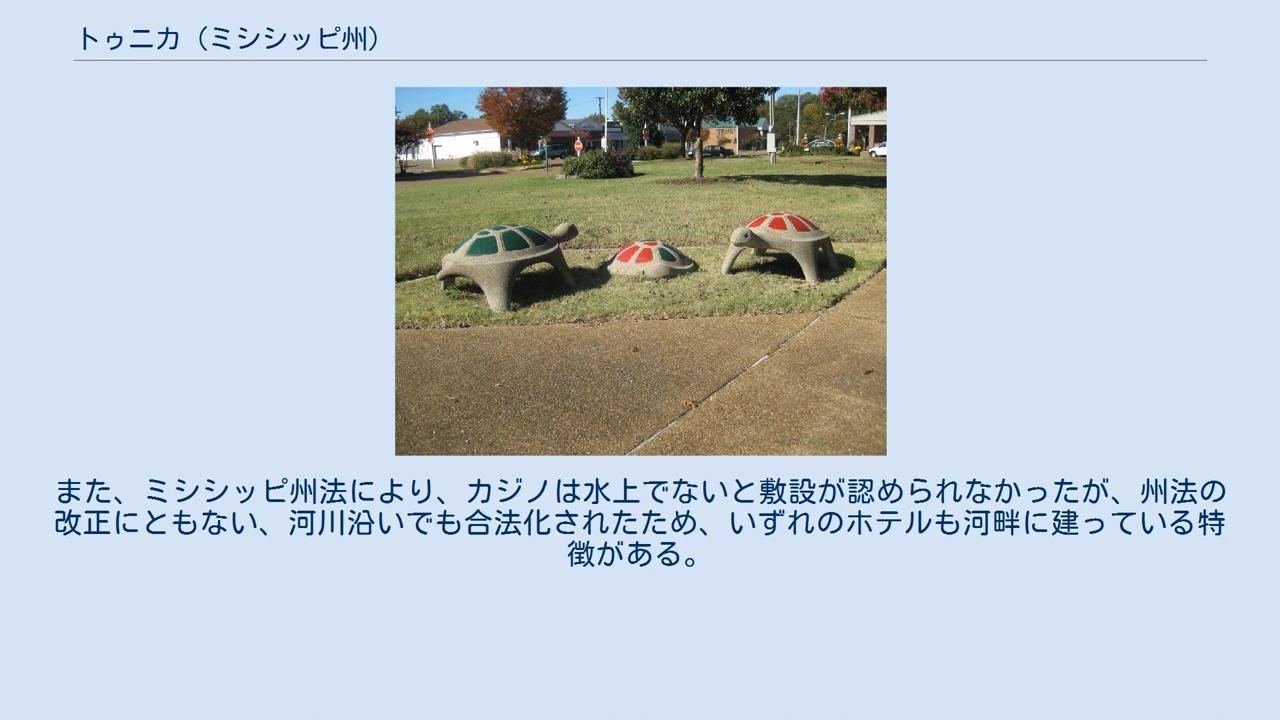 トゥニカ（ミシシッピ州）
また、ミシシッピ州法により、カジノは水上でないと敷設が認められなかったが、州法の
改正にともない、河川沿いでも合法化されたため、いずれのホテルも河畔に建っている特
徴がある。